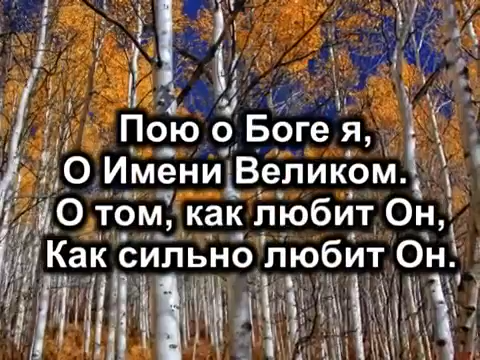 Пою о Боге я,
О Имени Великом.
О том, как любит Он,
Как сильно любит Он.